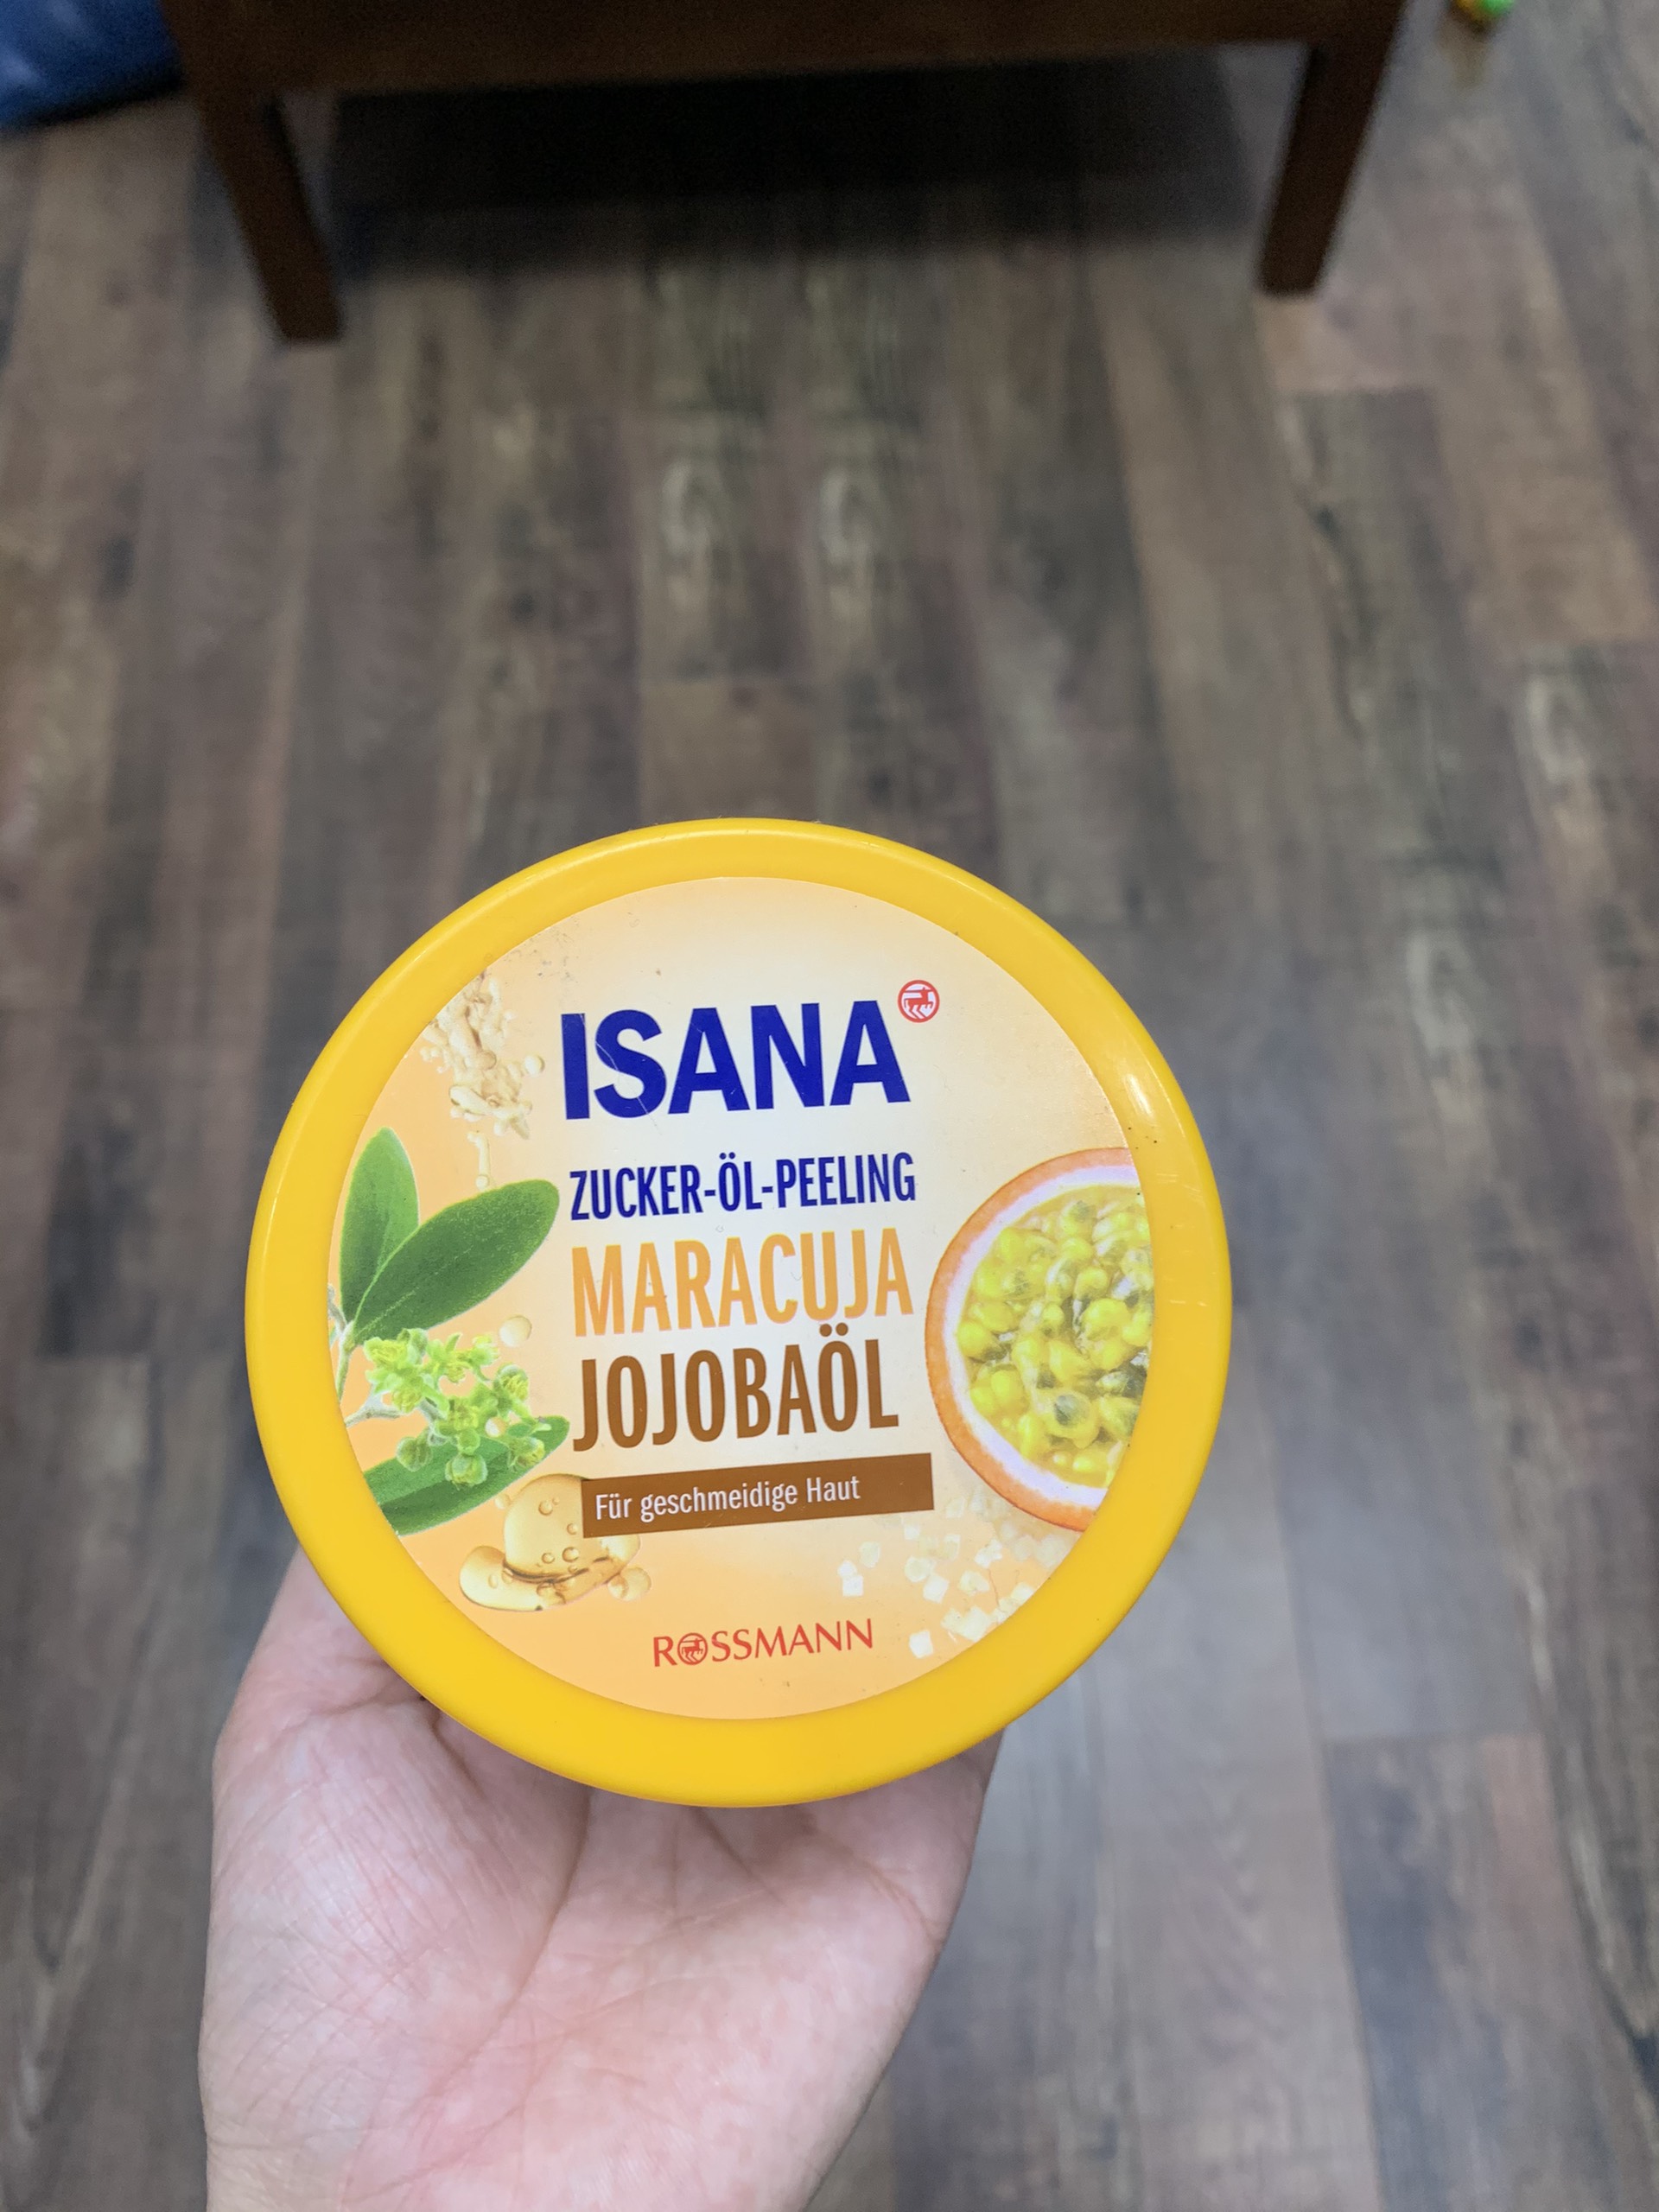 ISANA
ZUCKER-ÖL-PEELING
MARACUJA
JOJOBAÖL
Für geschmeidige Haut
ROSSMANN